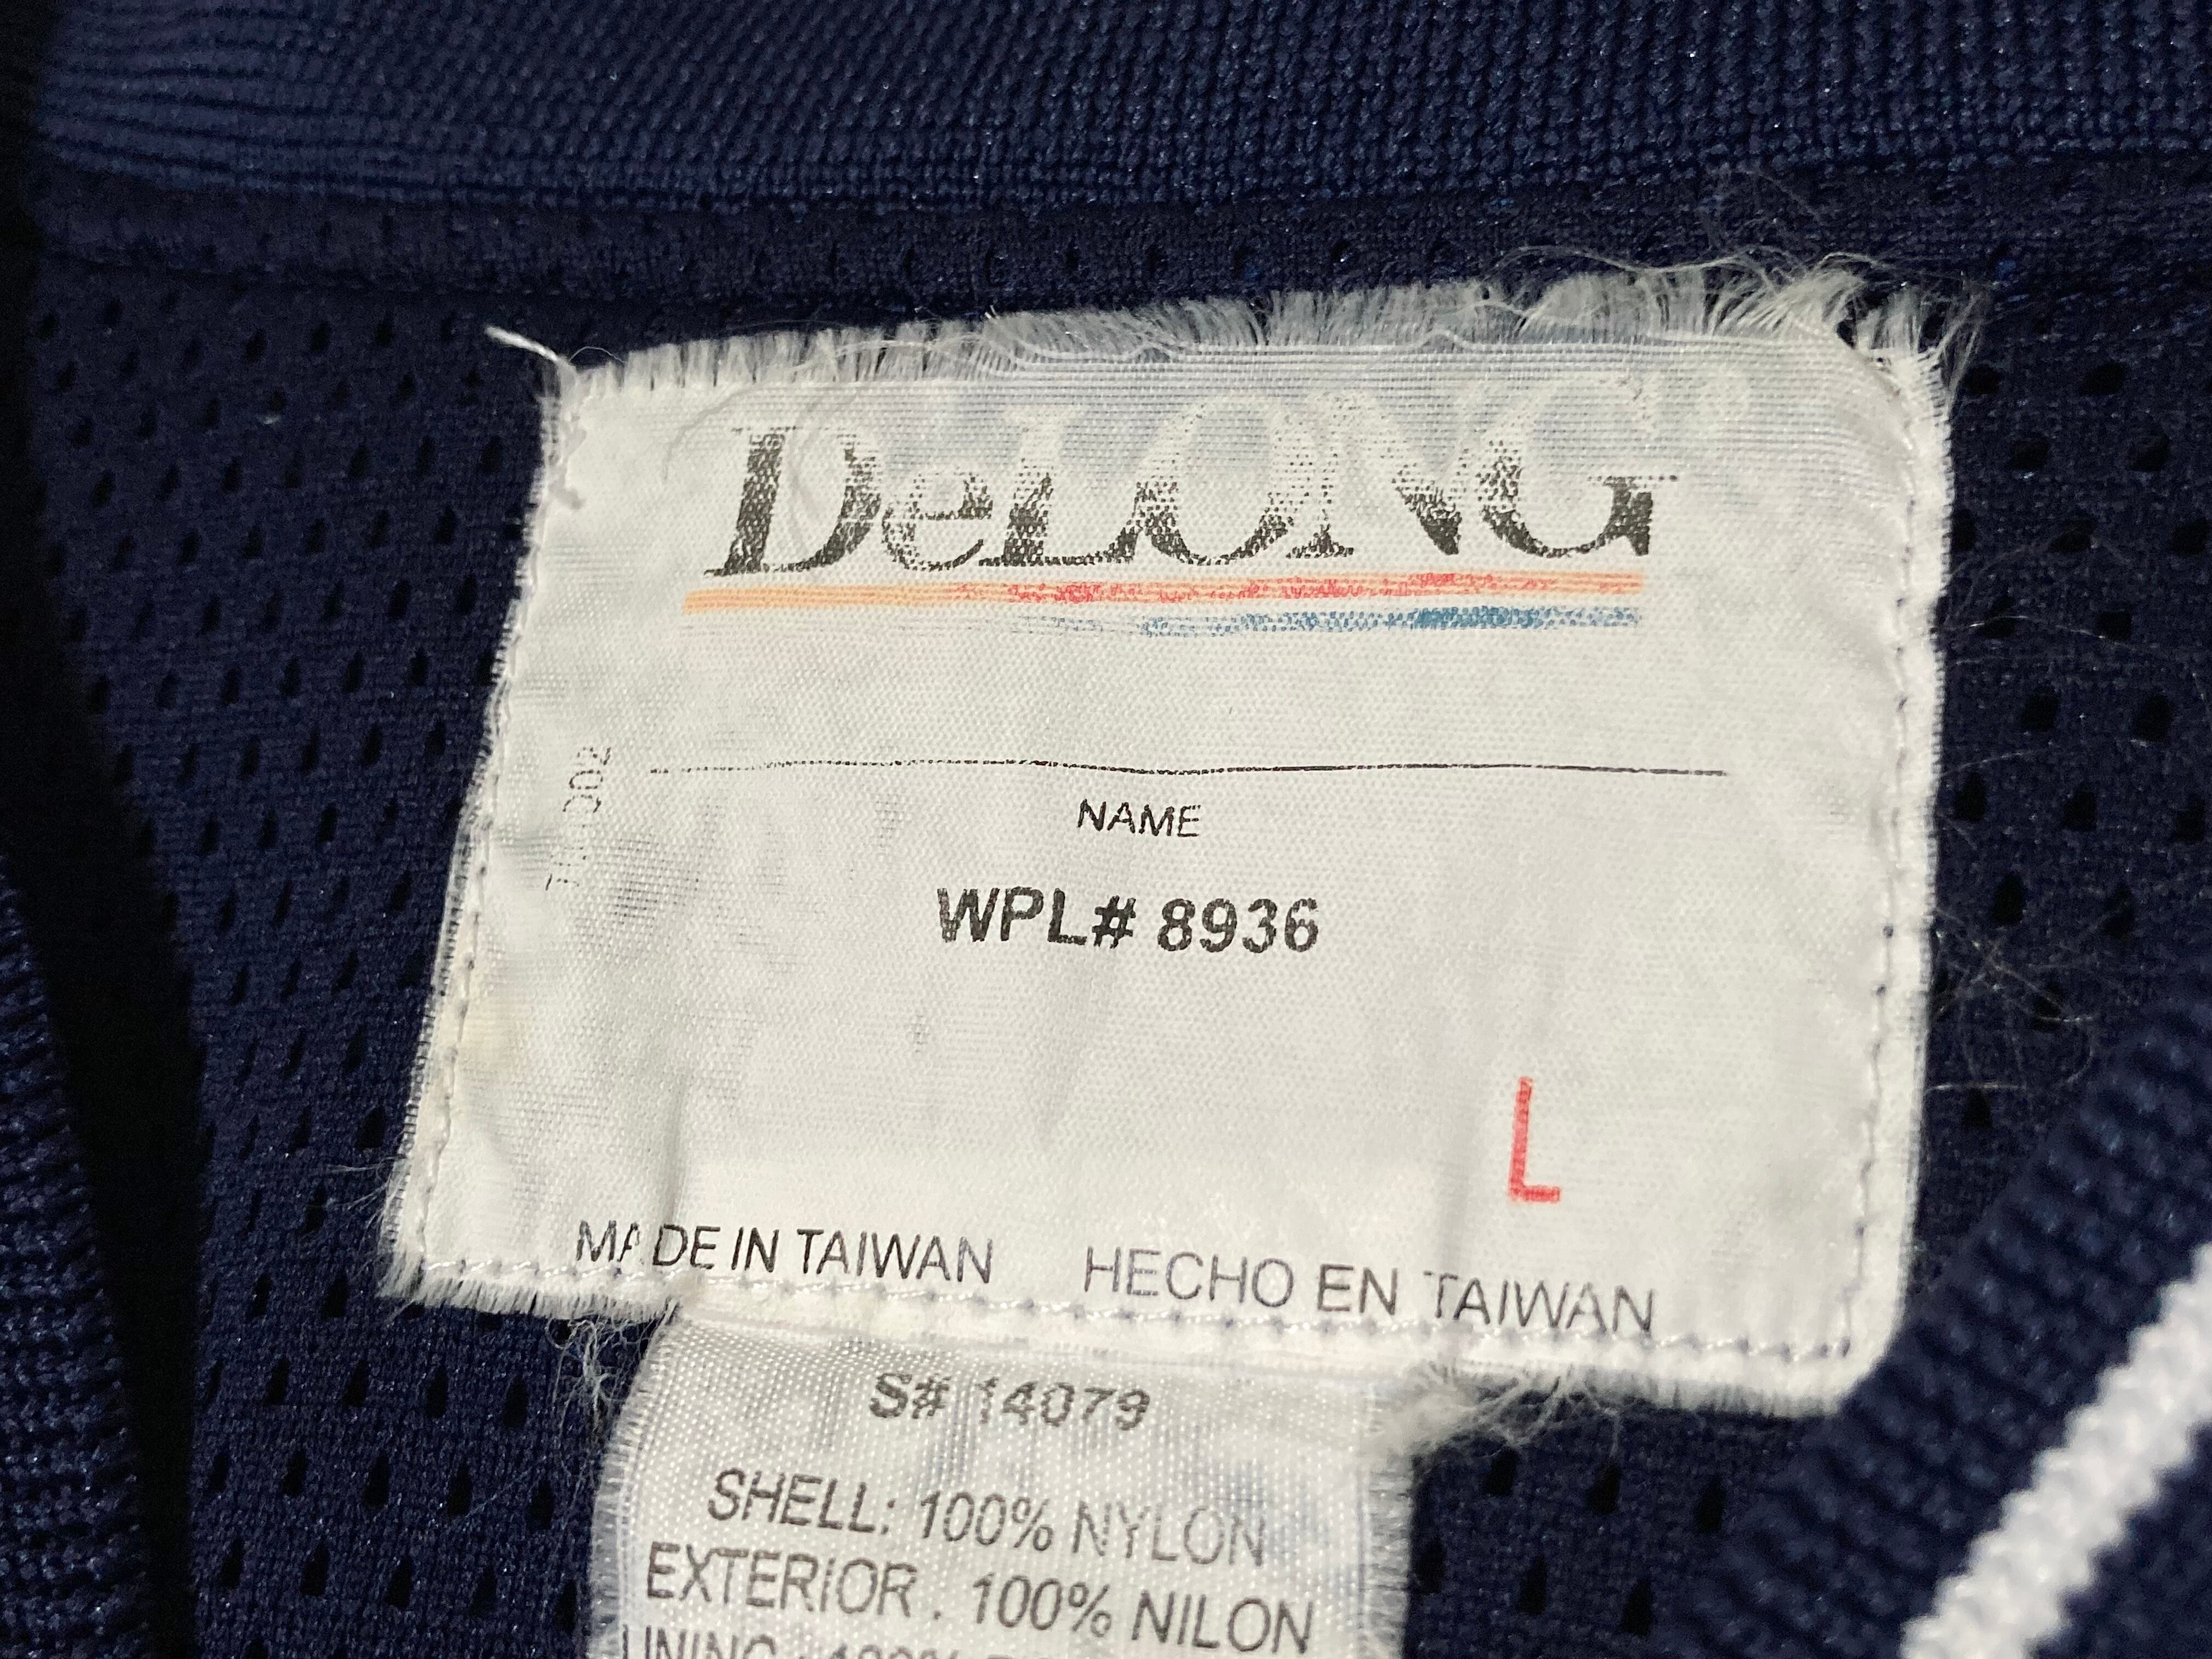 DeLONG
NAME
WPL# 8936
L
MADE IN TAIWAN HECHO EN TAIWAN
S# 14079
SHELL: 100% NYLON
EXTERIOR . 100% NILON